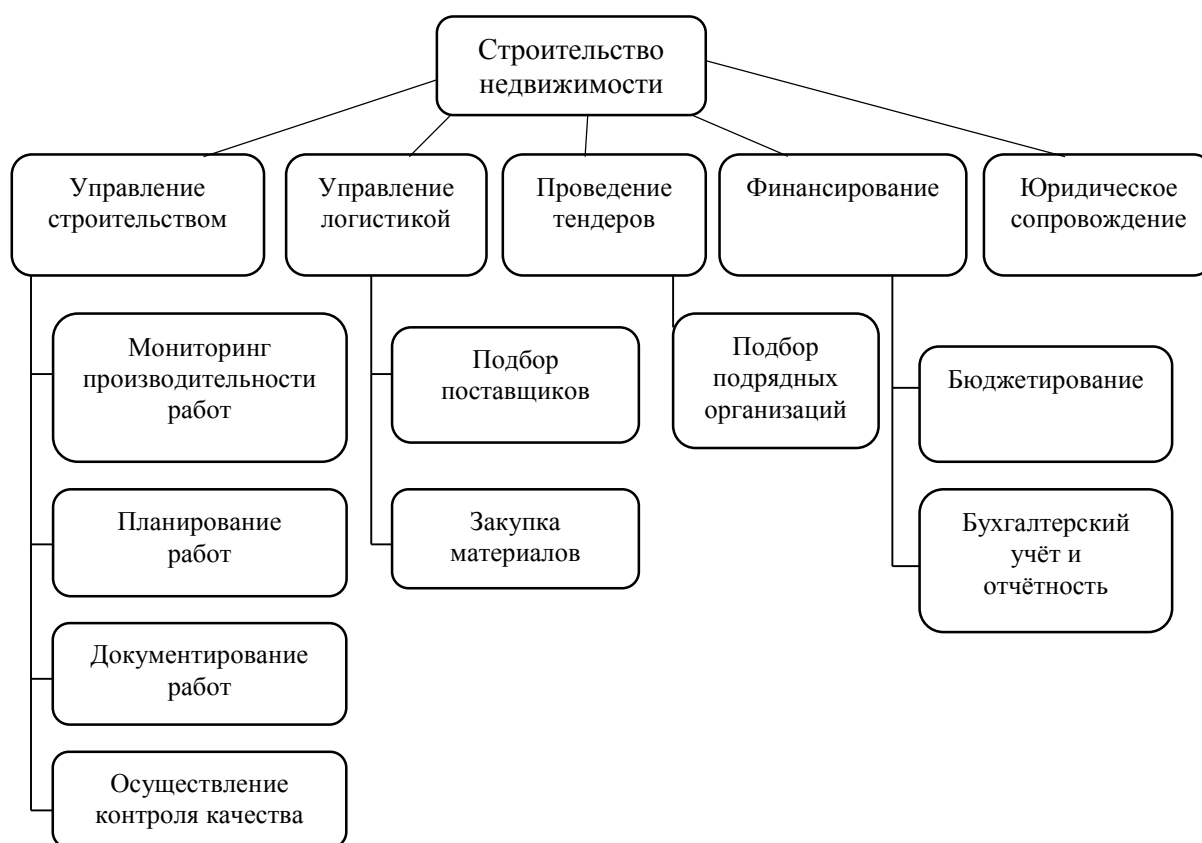 Строительство
недвижимости
Управление
строительством
Управление
логистикой
Проведение
тендеров
Финансирование
Юридическое
сопровождение
Мониторинг
производительности
работ
Подбор
поставщиков
Подбор
подрядных
организаций
Бюджетирование
Планирование
работ
Закупка
материалов
Бухгалтерский
учёт и
отчётность
Документирование
работ
Осуществление
контроля качества